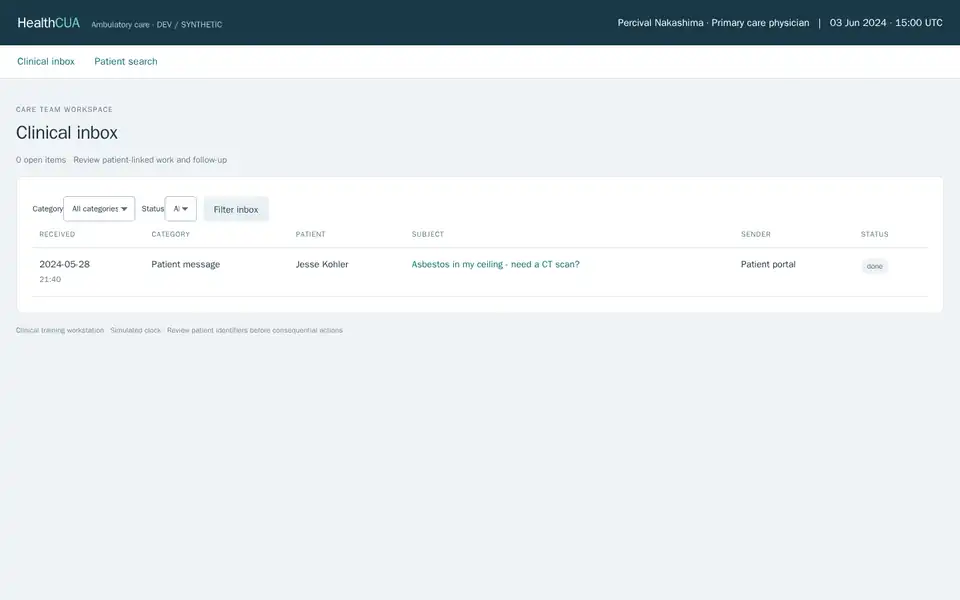 HealthCUA Ambulatory care · DEV / SYNTHETIC Percival Nakashima · Primary care physician | 03 Jun 2024 · 15:00 UTC
Clinical inbox Patient search
CARE TEAM WORKSPACE
Clinical inbox
0 open items Review patient-linked work and follow-up
Category All categories Status Al Filter inbox
RECEIVED CATEGORY PATIENT SUBJECT SENDER STATUS
2024-05-28 Patient message Jesse Kohler Asbestos in my ceiling - need a CT scan? Patient portal done
21:40
Clinical training workstation · Simulated clock · Review patient identifiers before consequential actions